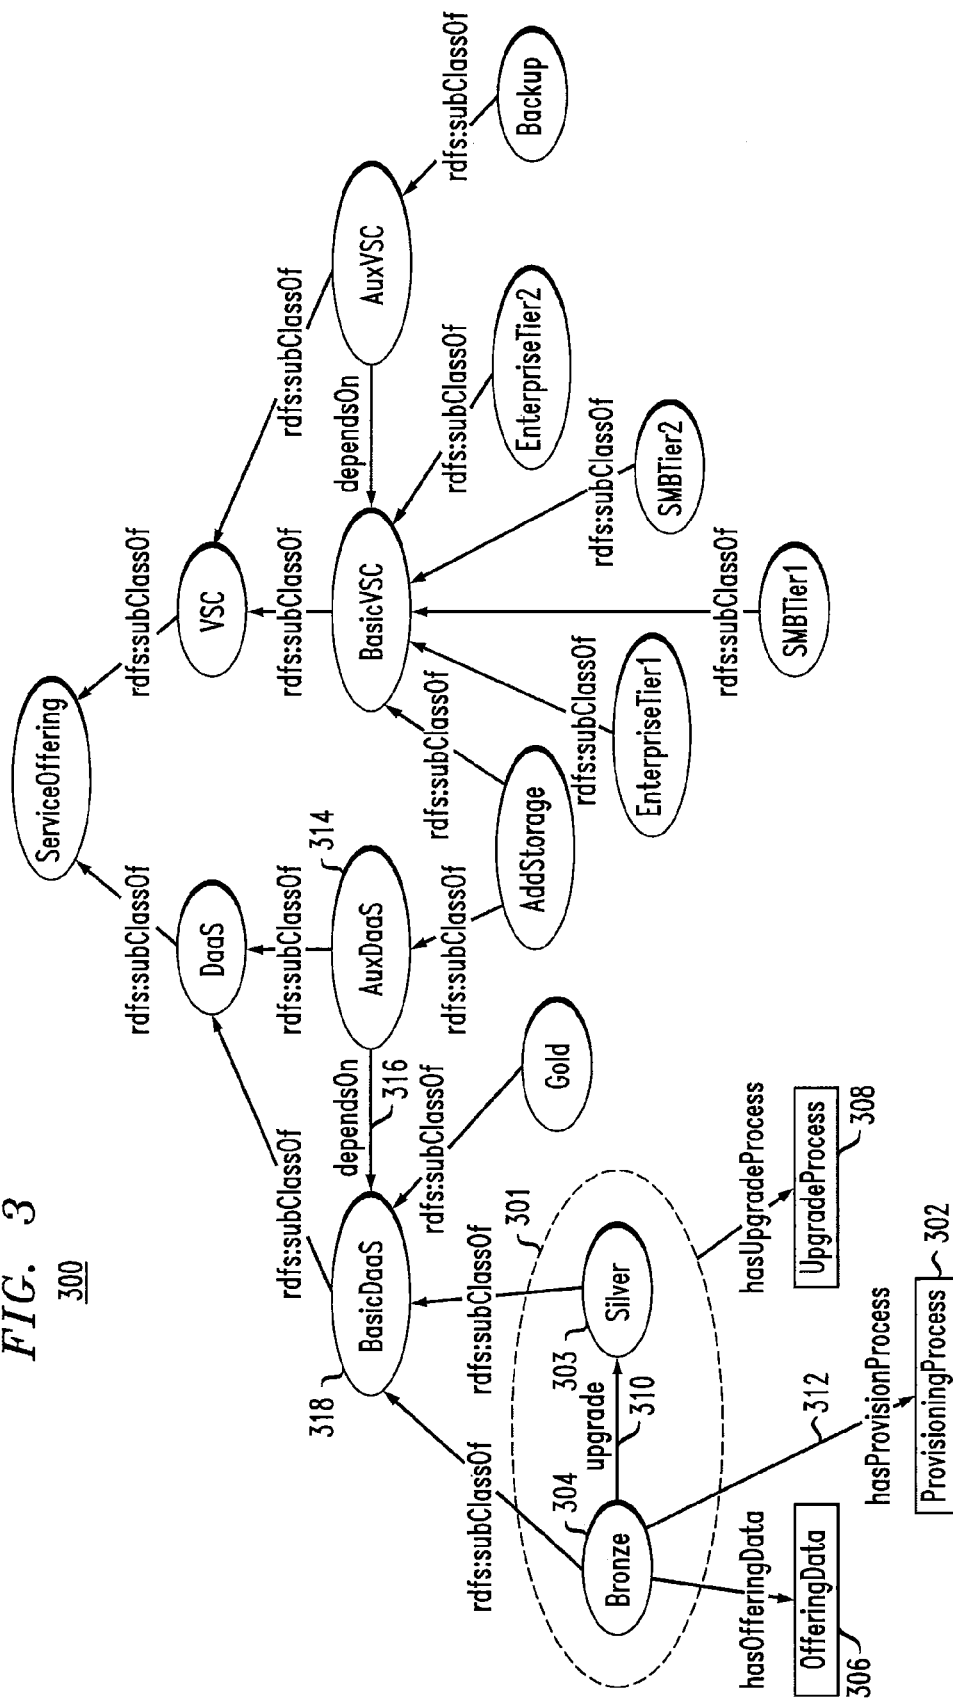 FIG. 3
300
ServiceOffering
rdfs:subClassOf
rdfs:subClassOf
DaaS
VSC
rdfs:subClassOf
rdfs:subClassOf
rdfs:subClassOf
rdfs:subClassOf
318
BasicDaaS
dependsOn
316
AuxDaaS
314
BasicVSC
dependsOn
AuxVSC
rdfs:subClassOf
rdfs:subClassOf
rdfs:subClassOf
rdfs:subClassOf
rdfs:subClassOf
rdfs:subClassOf
rdfs:subClassOf
Gold
AddStorage
EnterpriseTier2
Backup
301
304
Bronze
upgrade
310
303
Silver
rdfs:subClassOf
rdfs:subClassOf
EnterpriseTier1
SMBTier2
hasOfferingData
hasUpgradeProcess
rdfs:subClassOf
OfferingData
306
312
UpgradeProcess
308
SMBTier1
hasProvisionProcess
ProvisioningProcess
302